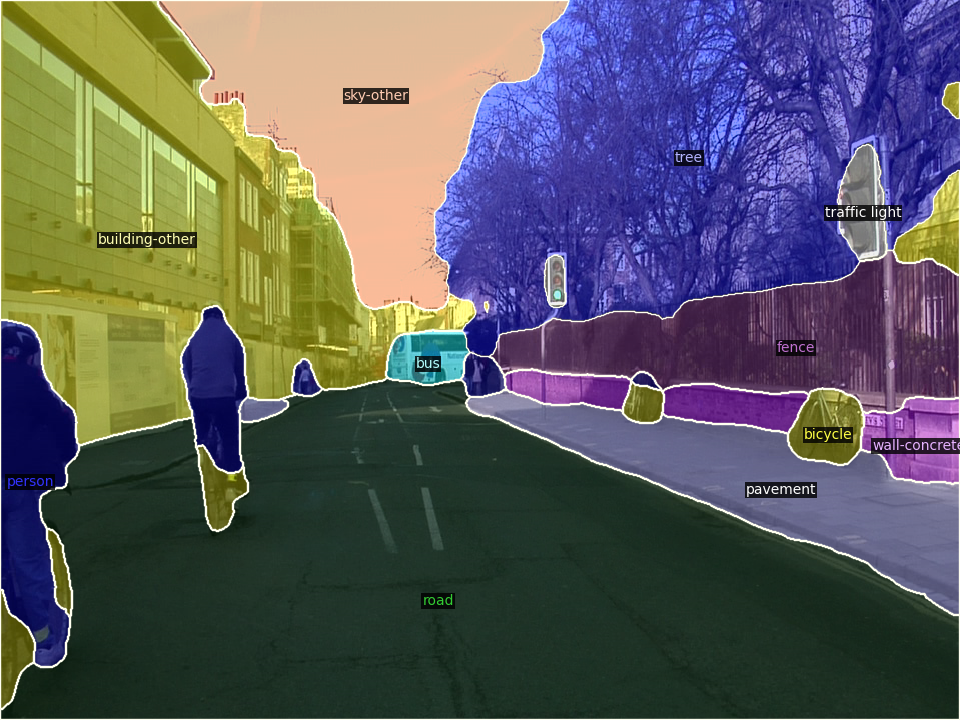 sky-other
tree
traffic light
building-other
fence
bus
bicycle
wall-concrete
person
pavement
road